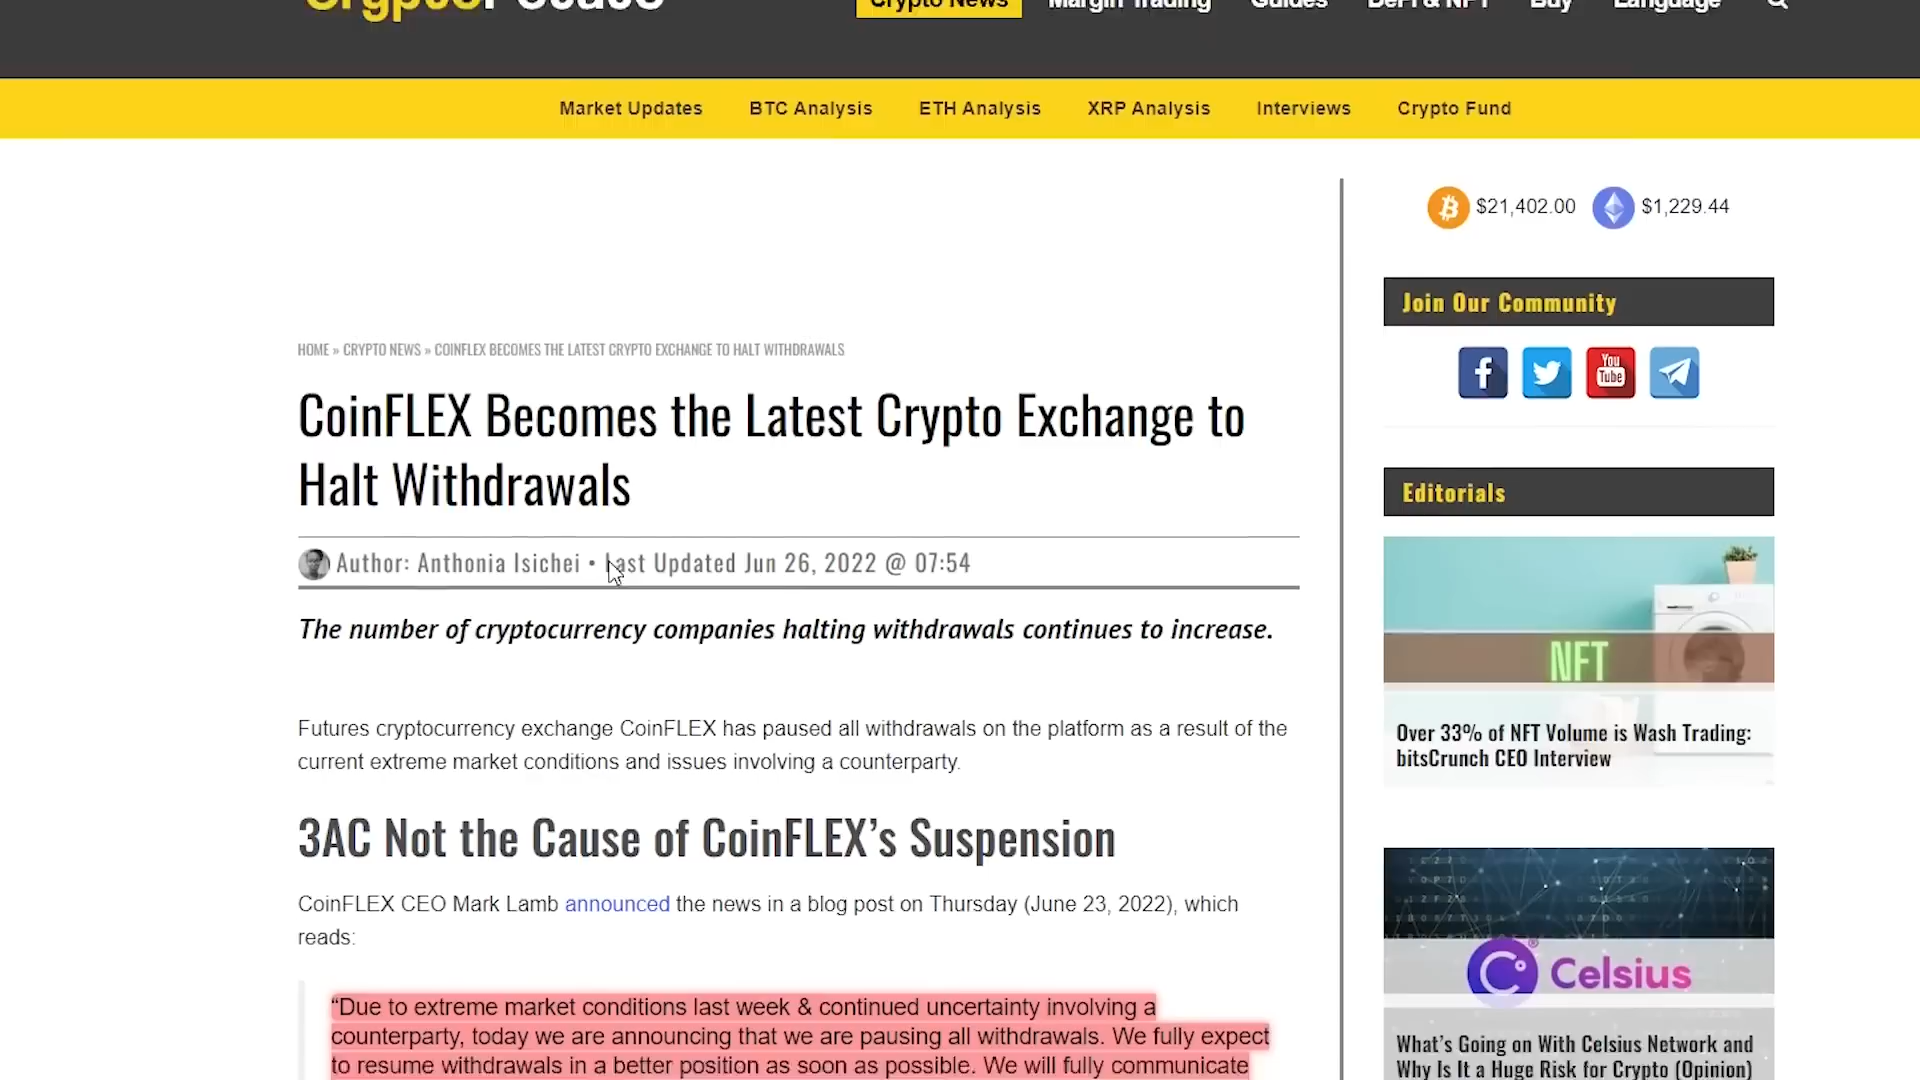 CryptoPotato
Crypto News Margin Trading Guides DeFi & NFT Buy Language
Market Updates BTC Analysis ETH Analysis XRP Analysis Interviews Crypto Fund
$21,402.00 $1,229.44
Join Our Community
You
Tube
HOME » CRYPTO NEWS » COINFLEX BECOMES THE LATEST CRYPTO EXCHANGE TO HALT WITHDRAWALS
CoinFLEX Becomes the Latest Crypto Exchange to
Halt Withdrawals
Author: Anthonia Isichei • Last Updated Jun 26, 2022 @ 07:54
The number of cryptocurrency companies halting withdrawals continues to increase.
Futures cryptocurrency exchange CoinFLEX has paused all withdrawals on the platform as a result of the
current extreme market conditions and issues involving a counterparty.
3AC Not the Cause of CoinFLEX’s Suspension
CoinFLEX CEO Mark Lamb announced the news in a blog post on Thursday (June 23, 2022), which
reads:
“Due to extreme market conditions last week & continued uncertainty involving a
counterparty, today we are announcing that we are pausing all withdrawals. We fully expect
to resume withdrawals in a better position as soon as possible. We will fully communicate
Editorials
NFT
Over 33% of NFT Volume is Wash Trading:
bitsCrunch CEO Interview
Celsius
What’s Going on With Celsius Network and
Why Is It a Huge Risk for Crypto (Opinion)